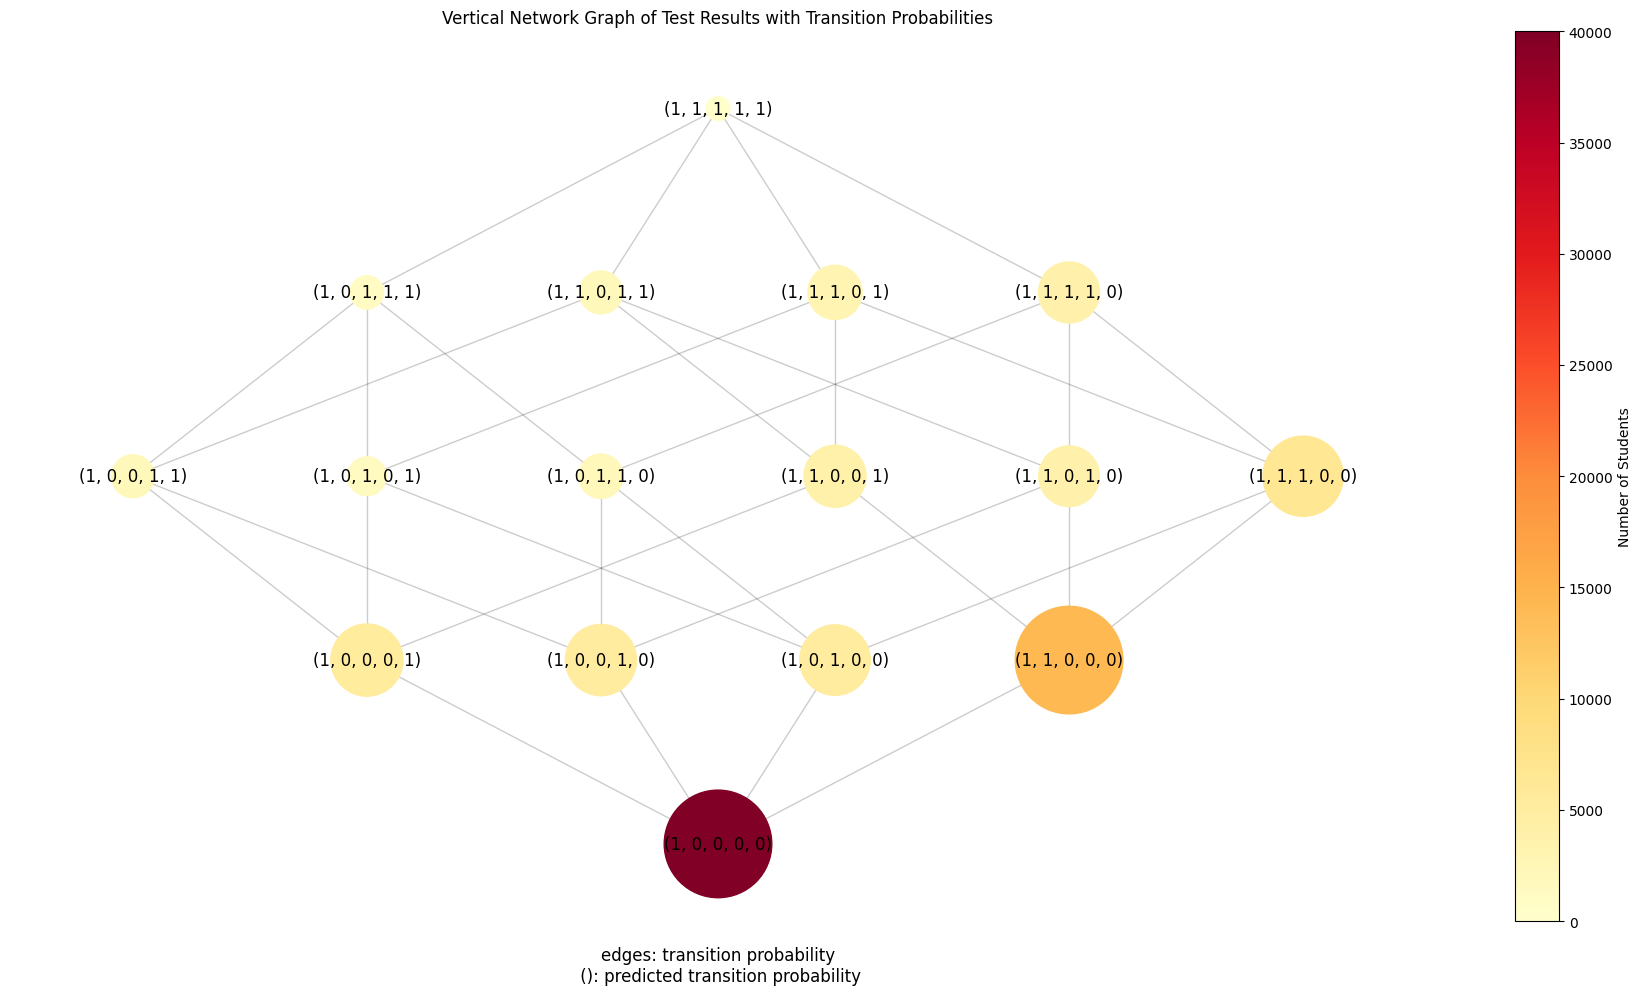 Vertical Network Graph of Test Results with Transition Probabilities
(1, 1, 1, 1, 1)
(1, 0, 1, 1, 1)
(1, 1, 0, 1, 1)
(1, 1, 1, 0, 1)
(1, 1, 1, 1, 0)
(1, 0, 0, 1, 1)
(1, 0, 1, 0, 1)
(1, 0, 1, 1, 0)
(1, 1, 0, 0, 1)
(1, 1, 0, 1, 0)
(1, 1, 1, 0, 0)
(1, 0, 0, 0, 1)
(1, 0, 0, 1, 0)
(1, 0, 1, 0, 0)
(1, 1, 0, 0, 0)
(1, 0, 0, 0, 0)
edges: transition probability
(): predicted transition probability
40000
35000
30000
25000
20000
15000
10000
5000
0
Number of Students